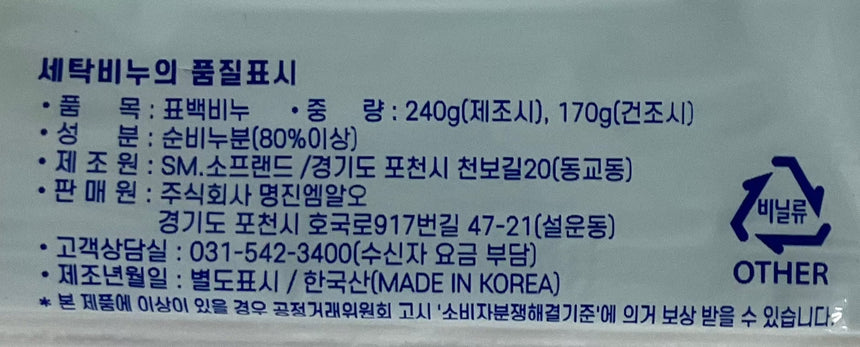 세탁비누의 품질표시
• 품 목 : 표백비누 • 중 량 : 240g(제조시), 170g(건조시)
• 성 분 : 순비누분(80%이상)
• 제 조 원 : SM.소프랜드 /경기도 포천시 천보길20(동교동)
• 판 매 원 : 주식회사 명진엠알오
경기도 포천시 호국로917번길 47-21(설운동)
• 고객상담실 : 031-542-3400(수신자 요금 부담)
• 제조년월일 : 별도표시 / 한국산(MADE IN KOREA)
* 본 제품에 이상이 있을 경우 공정거래위원회 고시 '소비자분쟁해결기준'에 의거 보상 받을 수 있습니다.
비닐류
OTHER